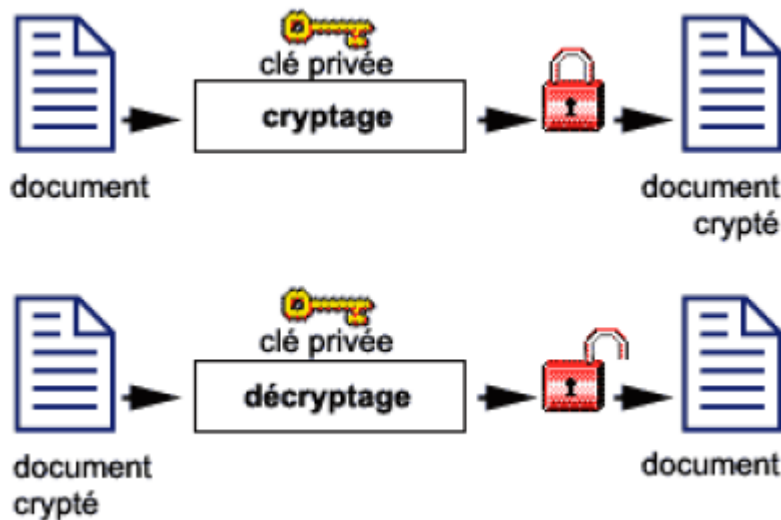 clé privée
cryptage
document
document
crypté
clé privée
décryptage
document
crypté
document